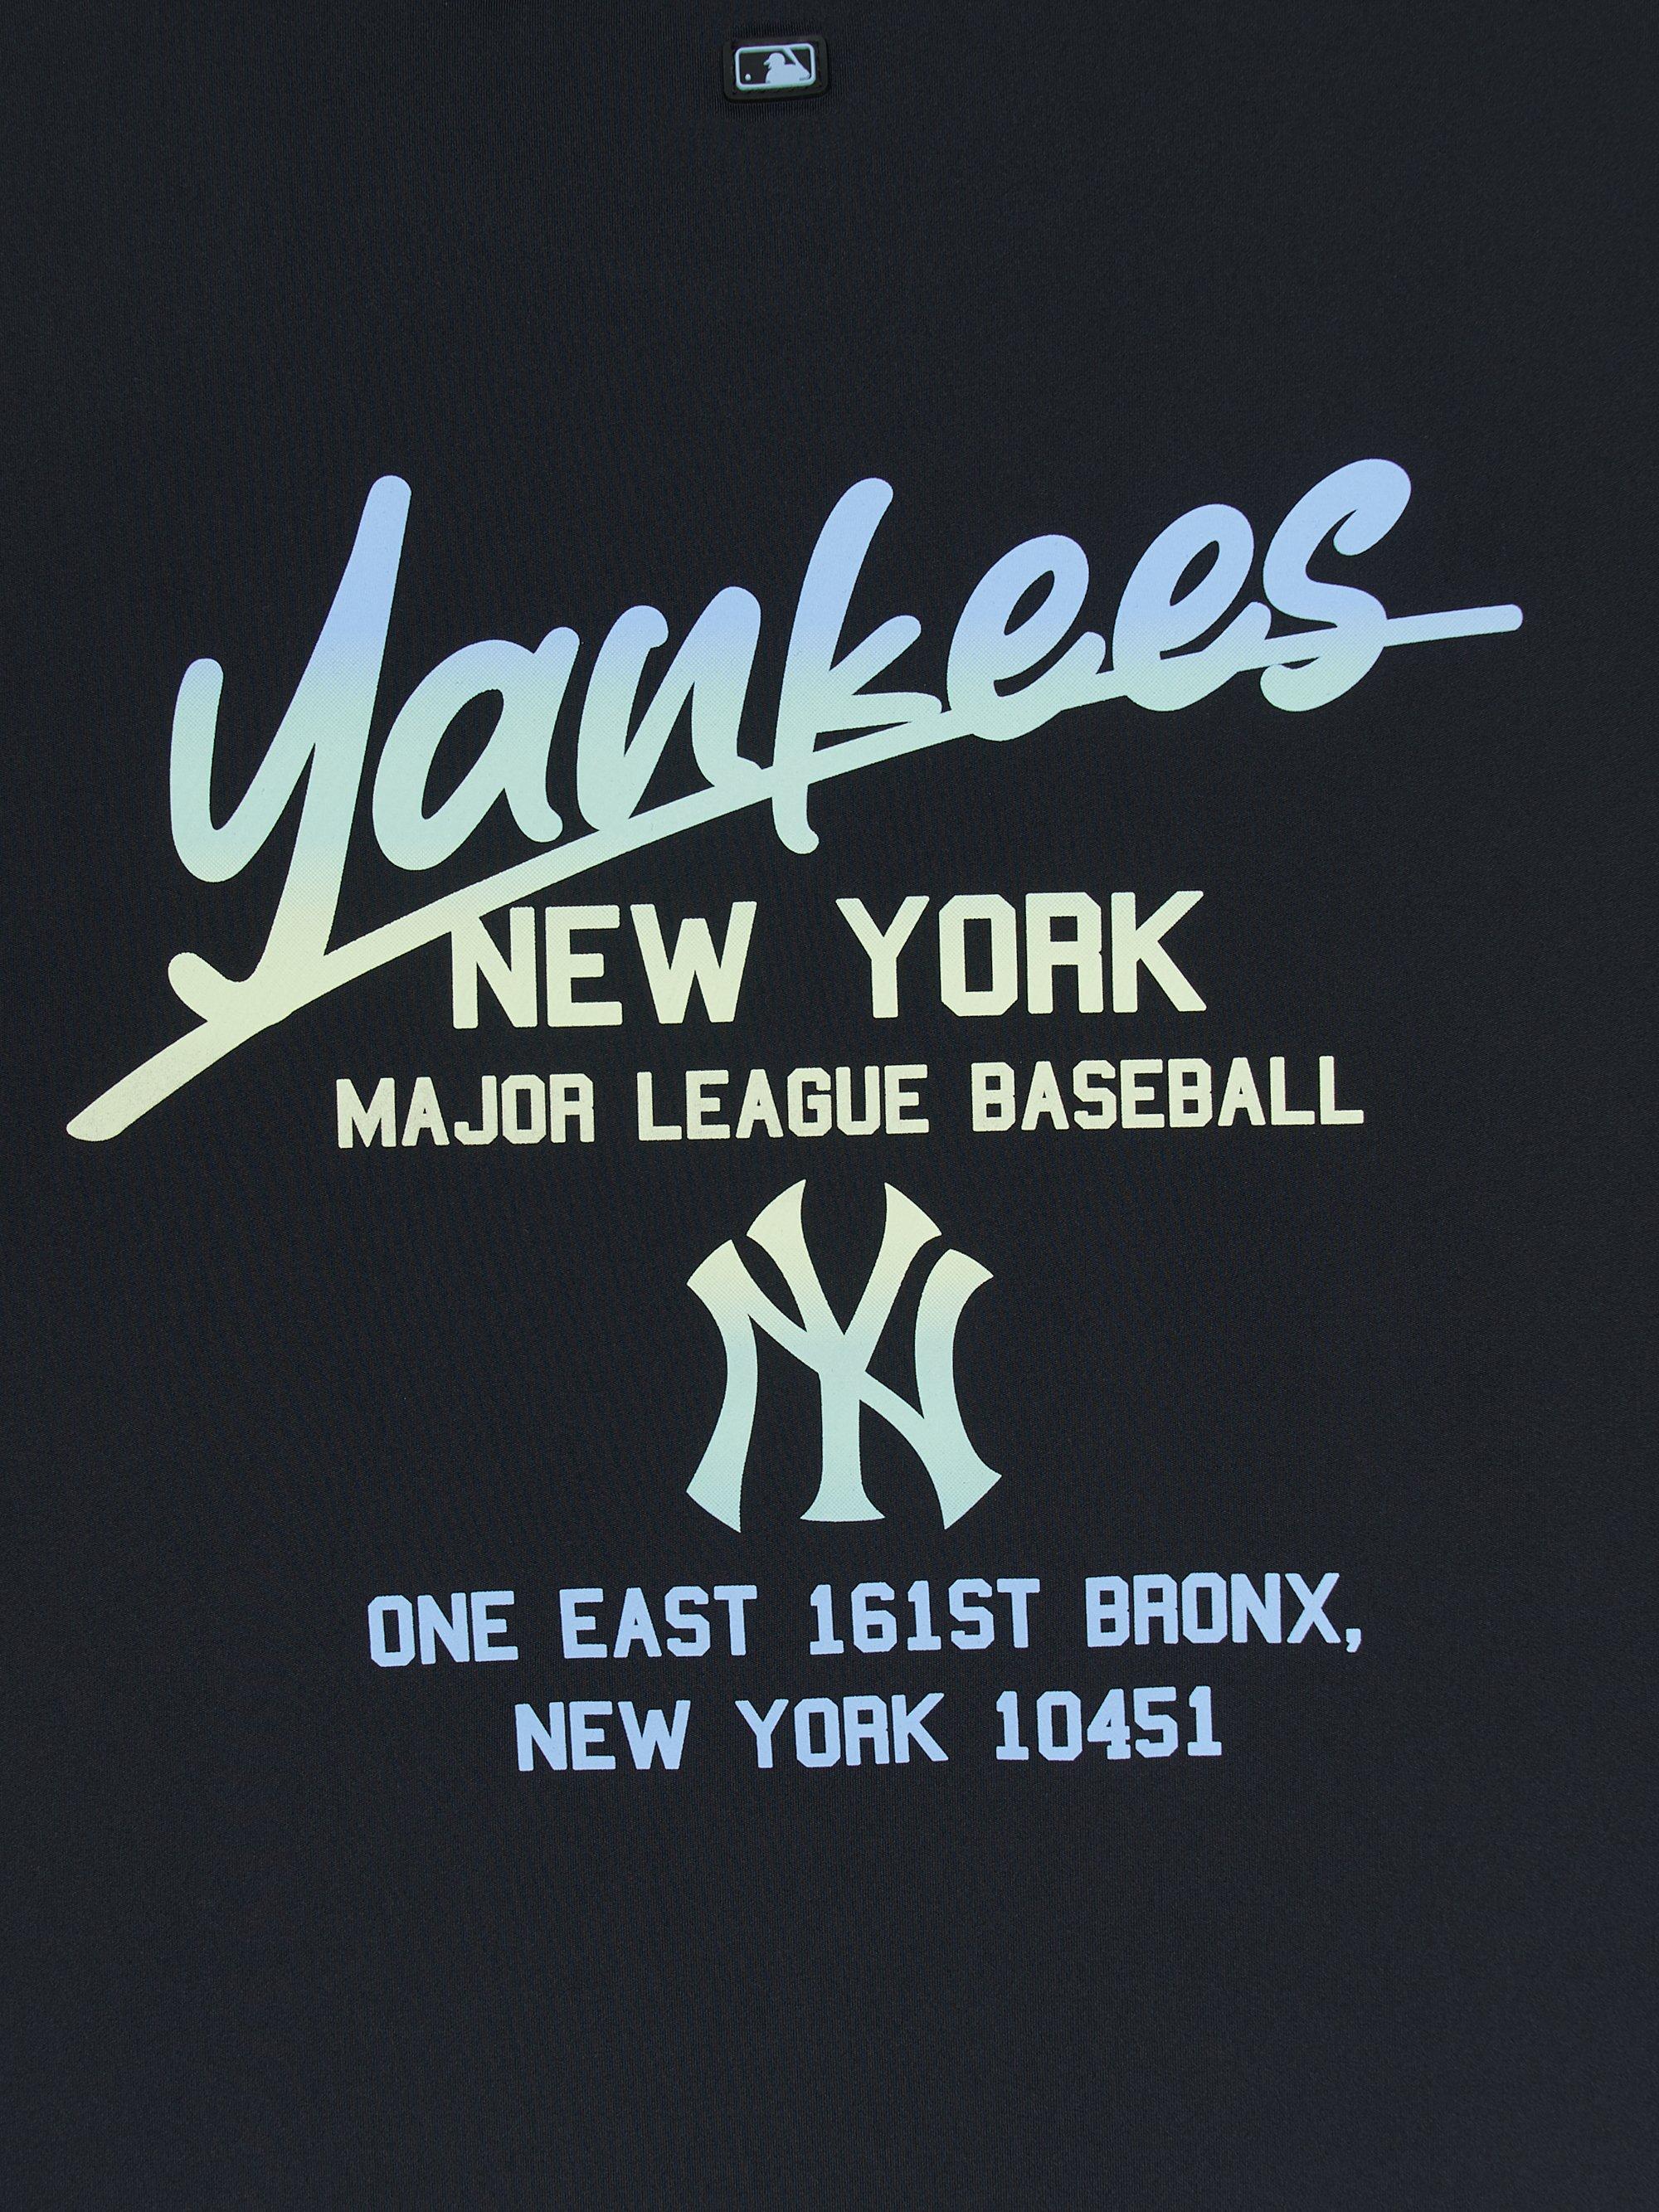 Yankees
NEW YORK
MAJOR LEAGUE BASEBALL
NY
ONE EAST 161ST BRONX,
NEW YORK 10451